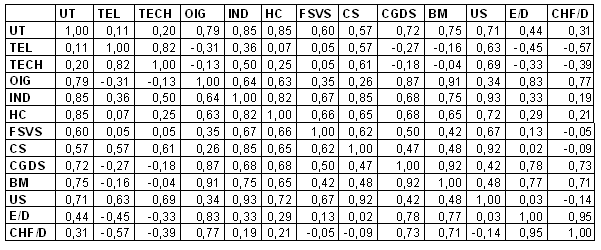 UT TEL TECH OIG IND HC FSVS CS CGDS BM US E/D CHF/D
UT 1,00 0,11 0,20 0,79 0,85 0,85 0,60 0,57 0,72 0,75 0,71 0,44 0,31
TEL 0,11 1,00 0,82 -0,31 0,36 0,07 0,05 0,57 -0,27 -0,16 0,63 -0,45 -0,57
TECH 0,20 0,82 1,00 -0,13 0,50 0,25 0,05 0,61 -0,18 -0,04 0,69 -0,33 -0,39
OIG 0,79 -0,31 -0,13 1,00 0,64 0,63 0,35 0,26 0,87 0,91 0,34 0,83 0,77
IND 0,85 0,36 0,50 0,64 1,00 0,82 0,67 0,85 0,68 0,75 0,93 0,33 0,19
HC 0,85 0,07 0,25 0,63 0,82 1,00 0,66 0,65 0,68 0,65 0,72 0,29 0,21
FSVS 0,60 0,05 0,05 0,35 0,67 0,66 1,00 0,62 0,50 0,42 0,67 0,13 -0,05
CS 0,57 0,57 0,61 0,26 0,85 0,65 0,62 1,00 0,47 0,48 0,92 0,02 -0,09
CGDS 0,72 -0,27 -0,18 0,87 0,68 0,68 0,50 0,47 1,00 0,92 0,42 0,78 0,73
BM 0,75 -0,16 -0,04 0,91 0,75 0,65 0,42 0,48 0,92 1,00 0,48 0,77 0,71
US 0,71 0,63 0,69 0,34 0,93 0,72 0,67 0,92 0,42 0,48 1,00 0,03 -0,14
E/D 0,44 -0,45 -0,33 0,83 0,33 0,29 0,13 0,02 0,78 0,77 0,03 1,00 0,95
CHF/D 0,31 -0,57 -0,39 0,77 0,19 0,21 -0,05 -0,09 0,73 0,71 -0,14 0,95 1,00